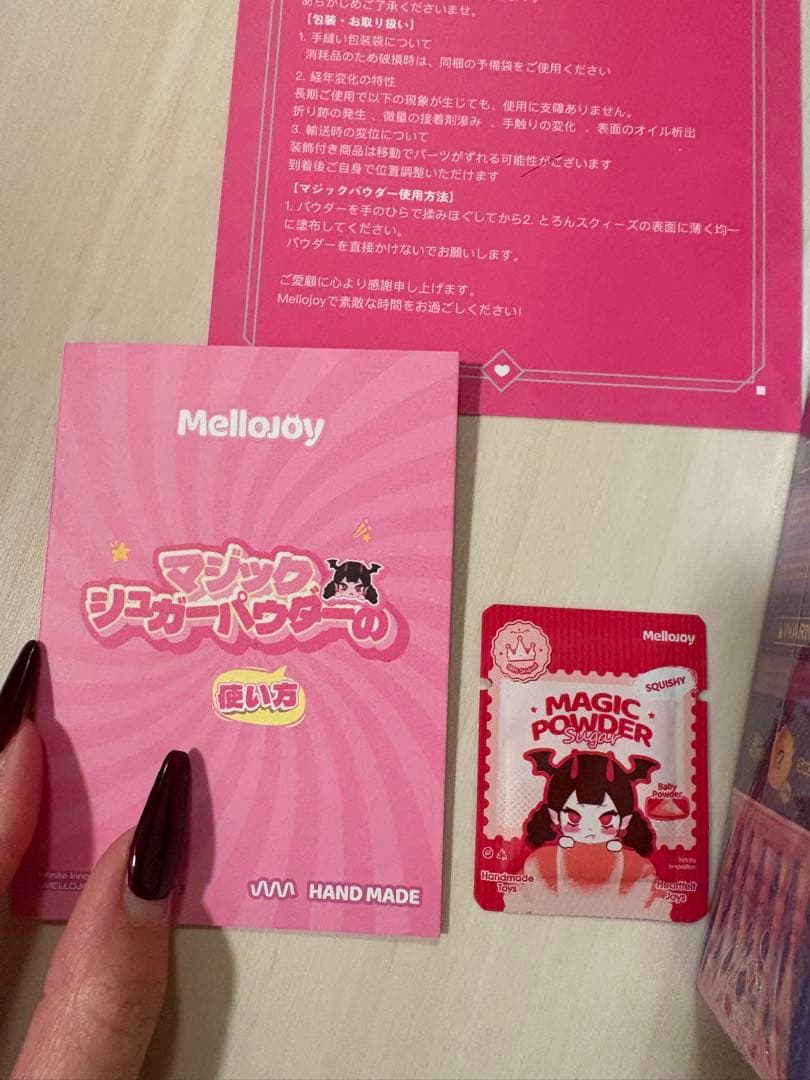 あらかじめご了承くださいませ。
【包装・お取り扱い】
1. 手縫い包装袋について
消耗品のため破損時は、同梱の予備袋をご使用ください
2. 経年変化の特性
長期ご使用で以下の現象が生じても、使用に支障ありません。
折り跡の発生 、微量の接着剤滲み 、手触りの変化 、表面のオイル析出
3. 輸送時の変位について
装飾付き商品は移動でパーツがずれる可能性がございます
到着後ご自身で位置調整いただけます
【マジックパウダー使用方法】
1. パウダーを手のひらで揉みほぐしてから2. とろんスクィーズの表面に薄く均一
に塗布してください。
パウダーを直接かけないでお願いします。
ご愛顧に心より感謝申し上げます。
Mellojoyで素敵な時間をお過ごしください!
Mellojoy
マジック
シュガーパウダーの
使い方
HAND MADE
Mellojoy
SQUISHY
MAGIC
POWDER
Sugar
Baby
Powder
Handmade
Toys
Heartfelt
Joys